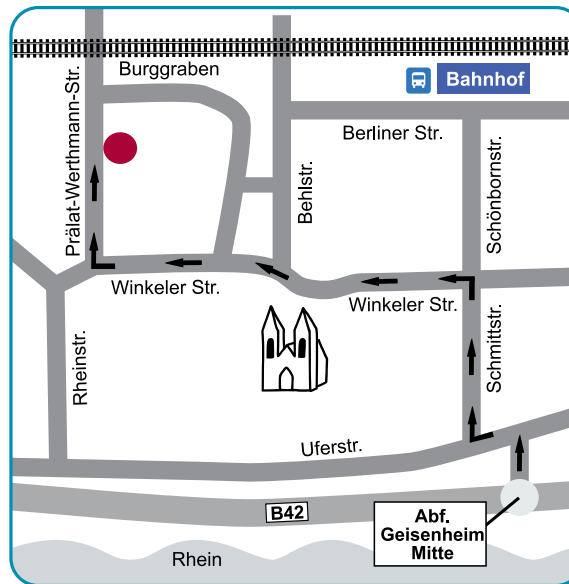 Burggraben
Bahnhof
Berliner Str.
Prälat-Werthmann-Str.
Behlstr.
Schönbornstr.
Winkeler Str.
Winkeler Str.
Rheinstr.
Schmittstr.
Uferstr.
B42
Abf.
Geisenheim
Mitte
Rhein